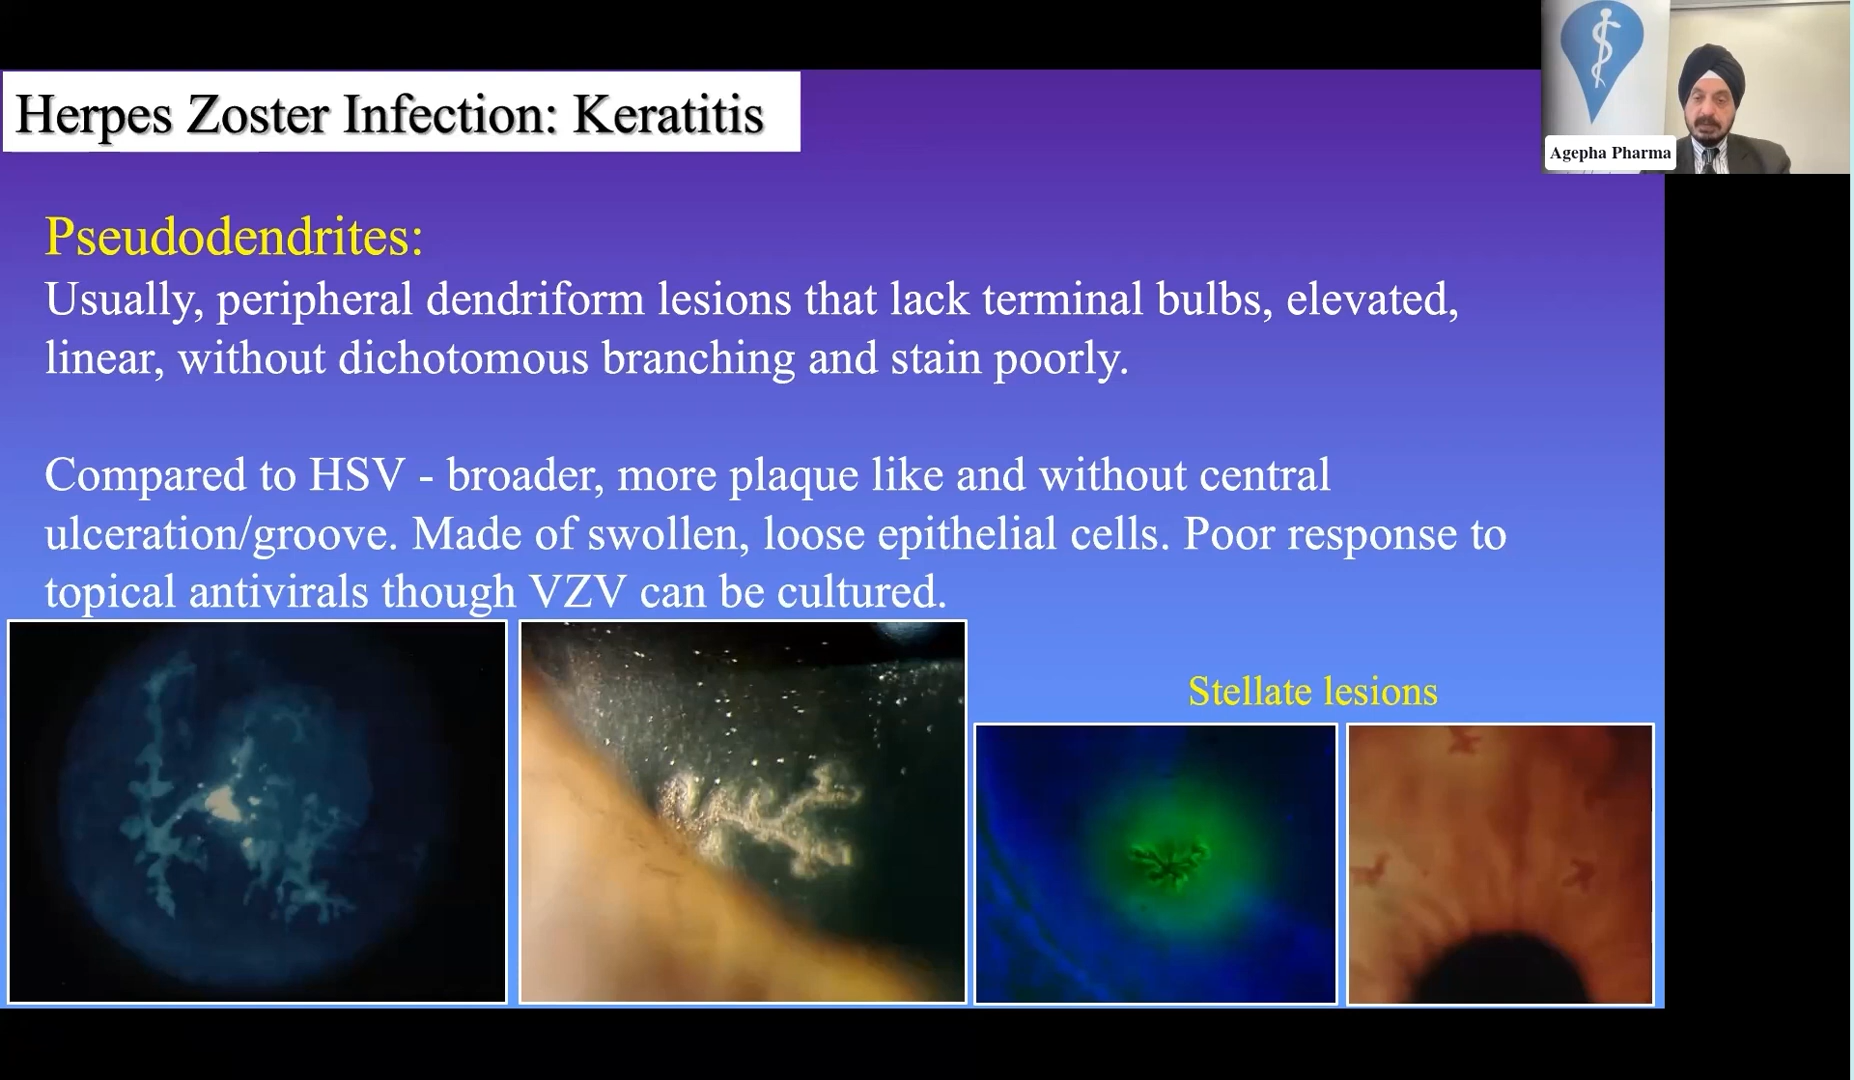 Herpes Zoster Infection: Keratitis
Agepha Pharma
Pseudodendrites:
Usually, peripheral dendriform lesions that lack terminal bulbs, elevated,
linear, without dichotomous branching and stain poorly.
Compared to HSV - broader, more plaque like and without central
ulceration/groove. Made of swollen, loose epithelial cells. Poor response to
topical antivirals though VZV can be cultured.
Stellate lesions